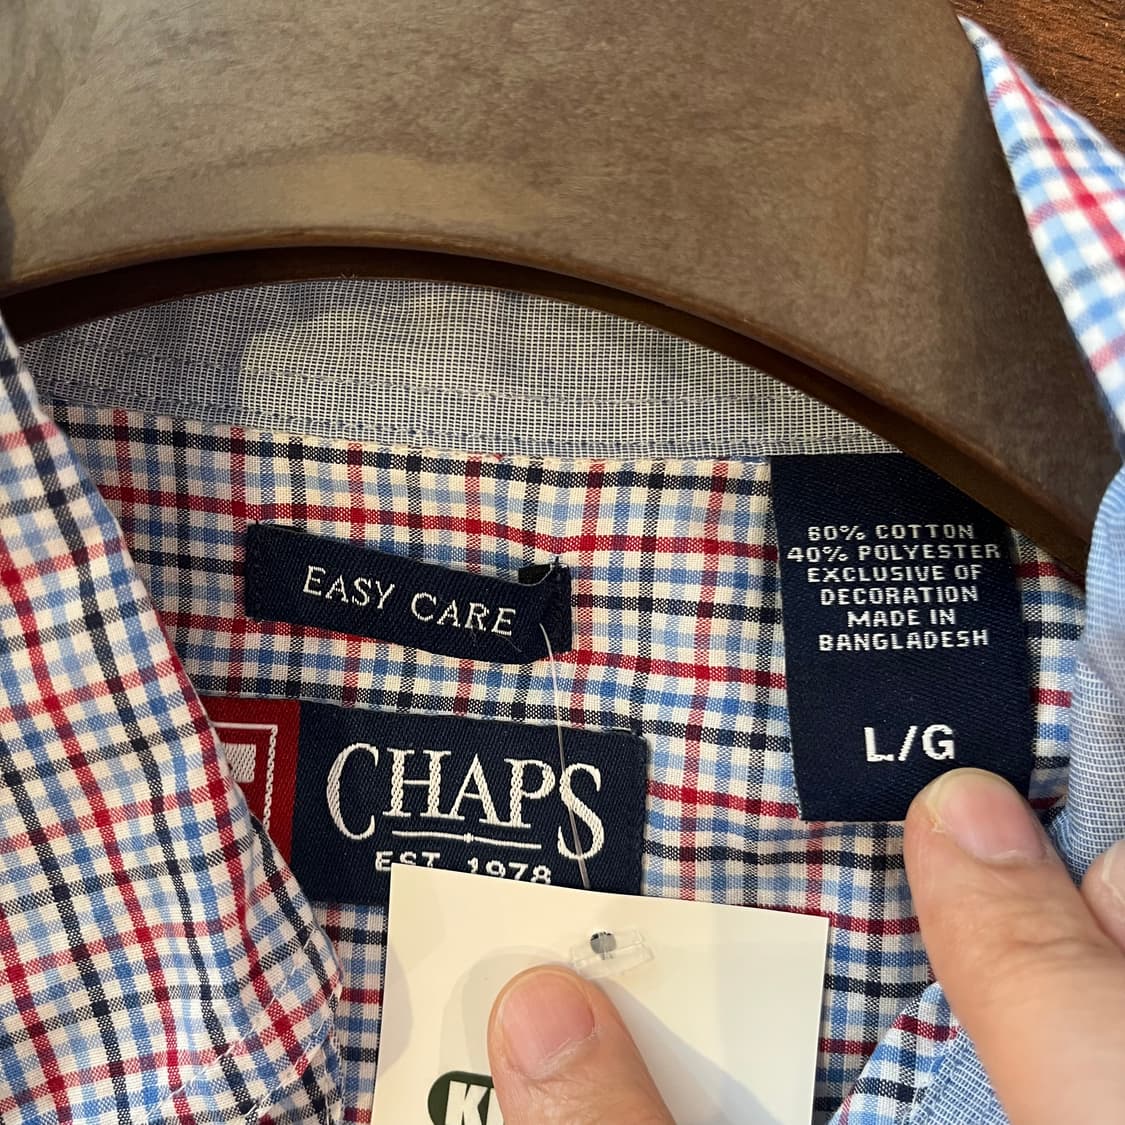 60% COTTON
40% POLYESTER
EXCLUSIVE OF
DECORATION
MADE IN
BANGLADESH
L/G
EASY CARE
CHAPS
EST. 1978